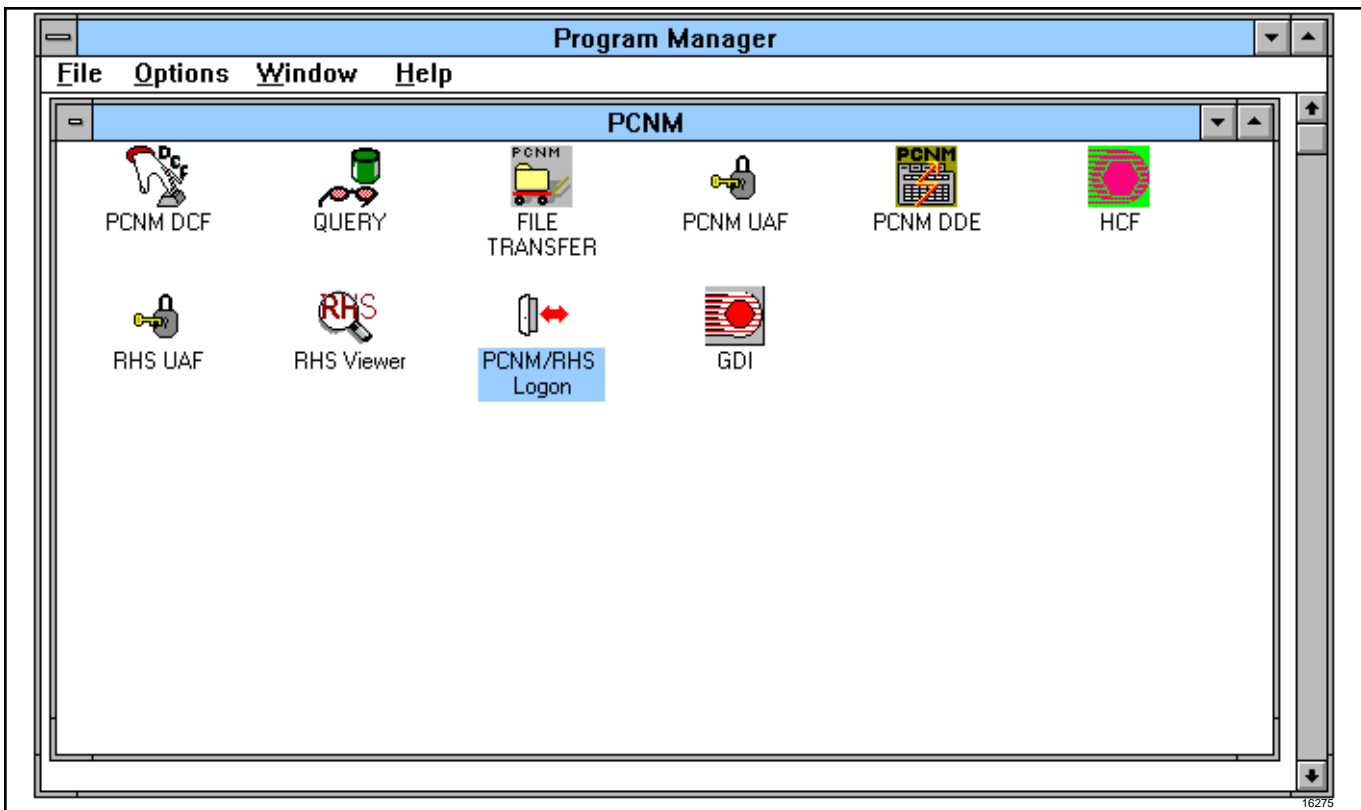 Program Manager
File Options Window Help
PCNM
DCF
PCNM
PCNM
PCNM DCF QUERY FILE TRANSFER PCNM UAF PCNM DDE HCF
RHS
RHS UAF RHS Viewer PCNM/RHS Logon GDI
16275